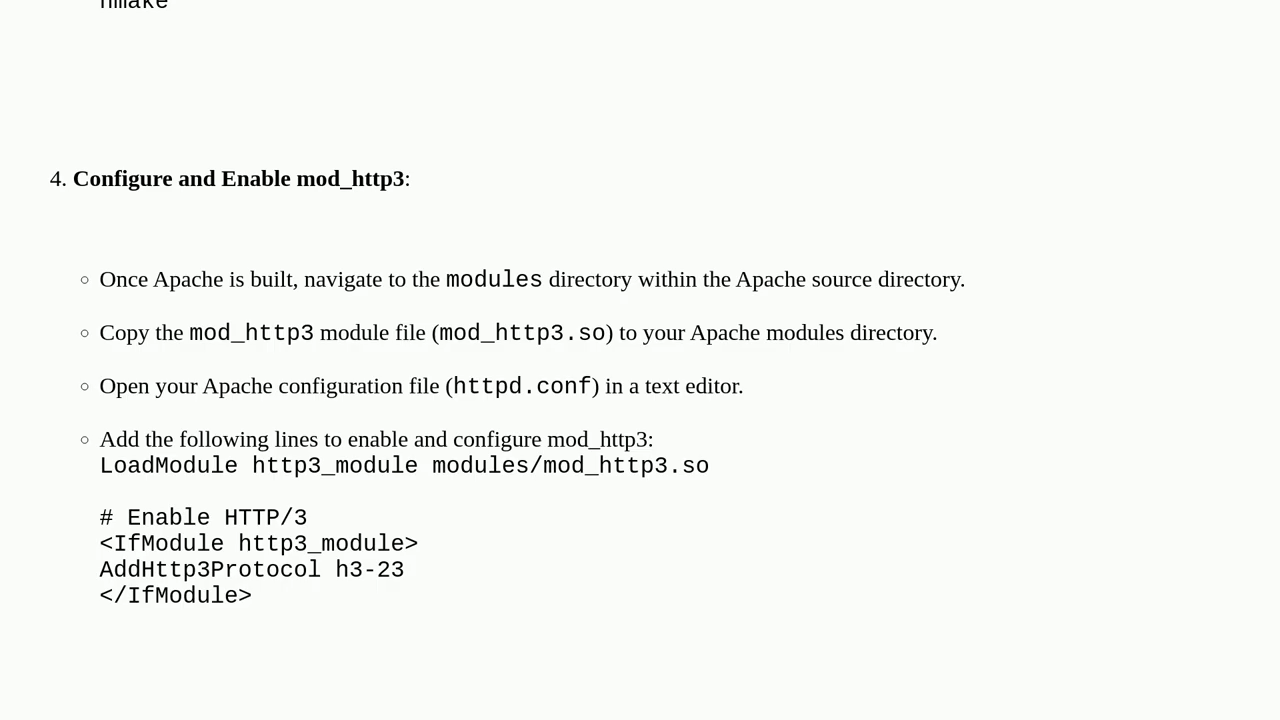 nmake
4. Configure and Enable mod_http3:
○ Once Apache is built, navigate to the modules directory within the Apache source directory.
○ Copy the mod_http3 module file (mod_http3.so) to your Apache modules directory.
○ Open your Apache configuration file (httpd.conf) in a text editor.
○ Add the following lines to enable and configure mod_http3:
LoadModule http3_module modules/mod_http3.so
# Enable HTTP/3
<IfModule http3_module>
AddHttp3Protocol h3-23
</IfModule>